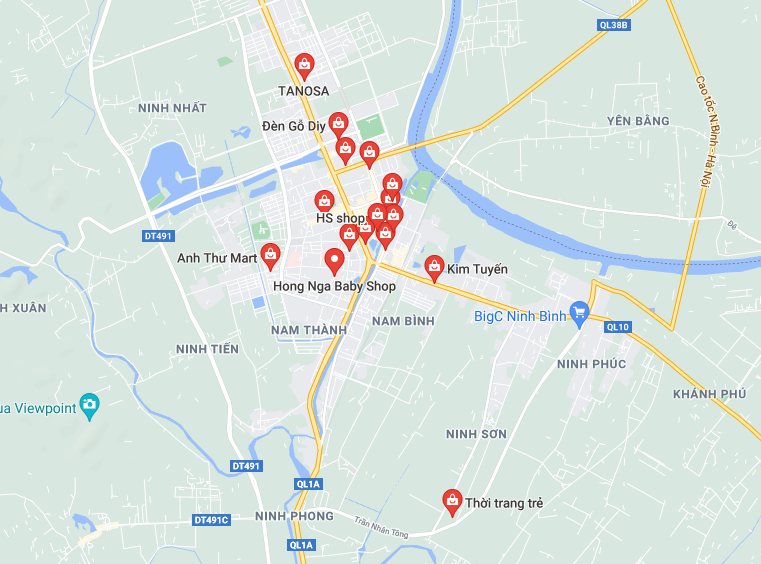 QL38B
TANOSA
NINH NHẤT
Đèn Gỗ Diy
YÊN BẰNG
Cao tốc N.Bình - Hà Nội
HS shop
Đê
DT491
Anh Thư Mart
Kim Tuyến
Hong Nga Baby Shop
H XUÂN
BigC Ninh Bình
NAM THÀNH
NAM BÌNH
QL10
NINH TIẾN
NINH PHÚC
KHÁNH PHÚ
ua Viewpoint
NINH SƠN
DT491
QL1A
Thời trang trẻ
NINH PHONG
DT491C
Trần Nhân Tông
QL1A